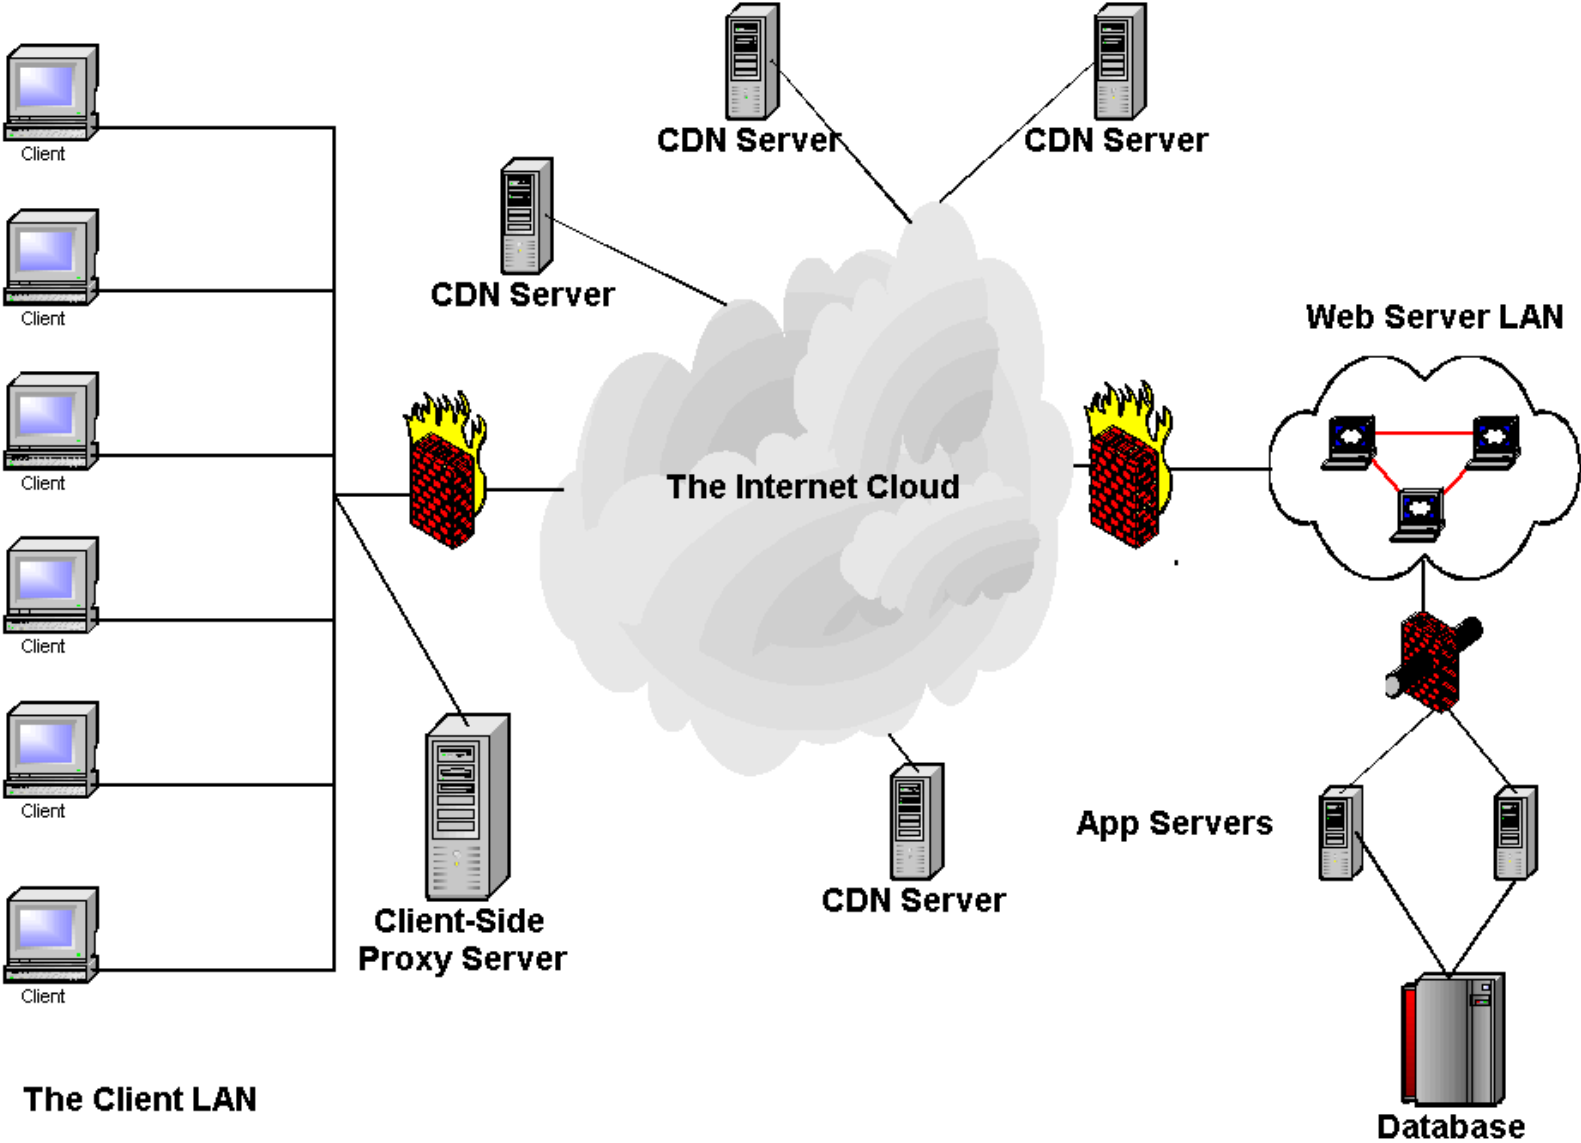 CDN Server
CDN Server
Client
CDN Server
Client
Web Server LAN
Client
The Internet Cloud
Client
Client
App Servers
CDN Server
Client-Side
Proxy Server
Client
The Client LAN
Database